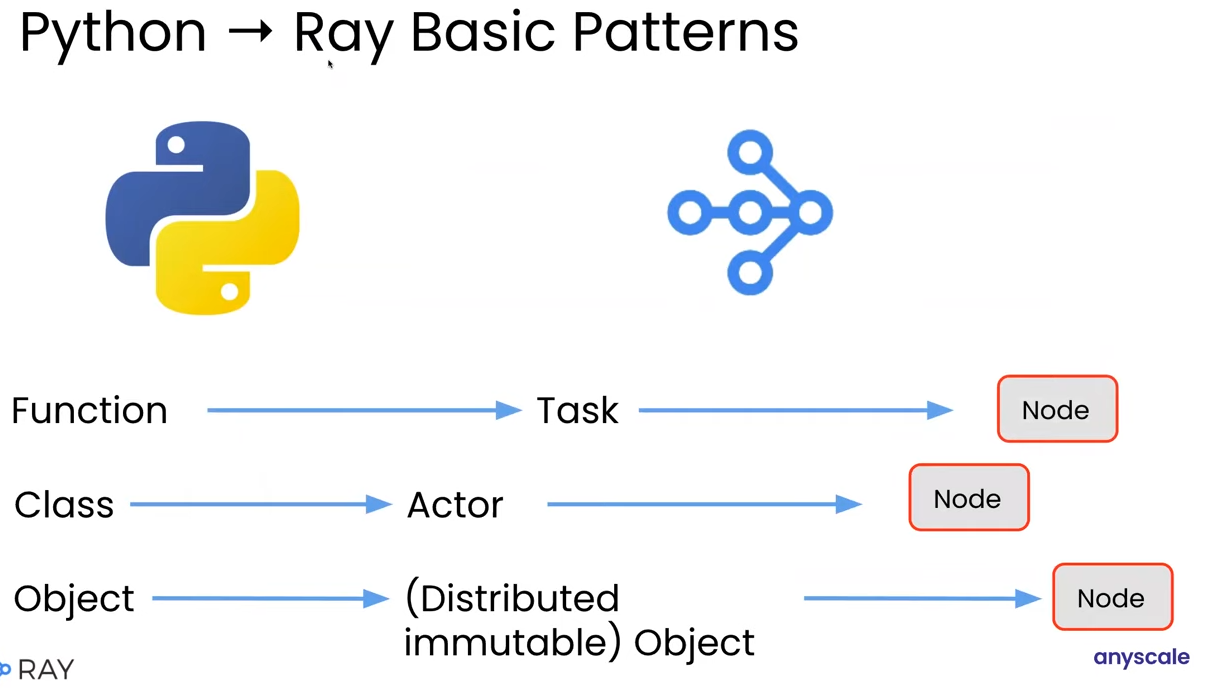 Python → Ray Basic Patterns
Function Task Node
Class Actor Node
Object (Distributed Node
immutable) Object
anyscale
RAY